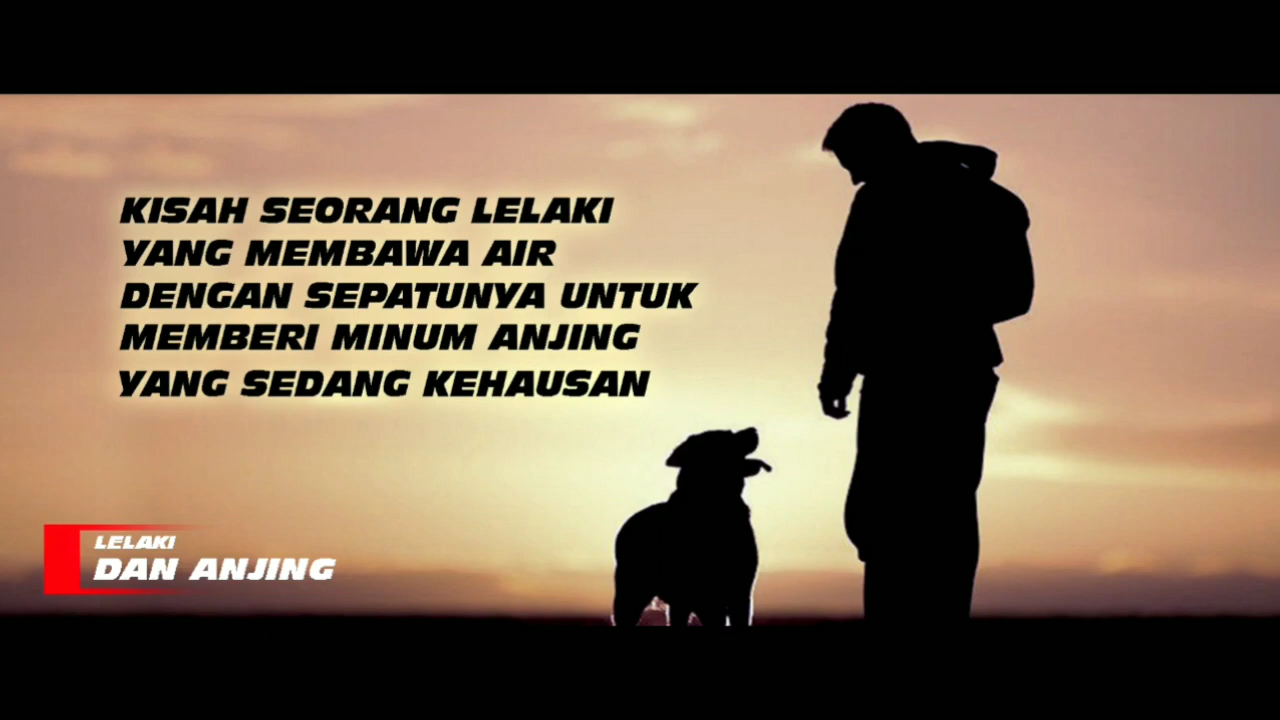 KISAH SEORANG LELAKI
YANG MEMBAWA AIR
DENGAN SEPATUNYA UNTUK
MEMBERI MINUM ANJING
YANG SEDANG KEHAUSAN
LELAKI
DAN ANJING